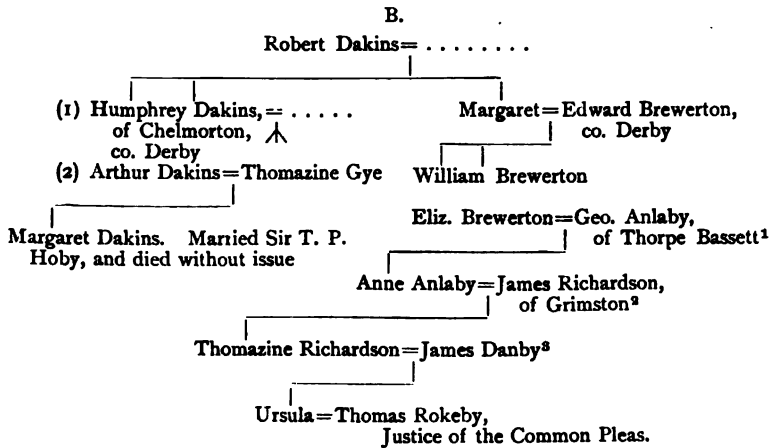 B.
Robert Dakins= . . . . . . . .
(1) Humphrey Dakins, = . . . . . Margaret=Edward Brewerton,
of Chelmorton, co. Derby
co. Derby
(2) Arthur Dakins=Thomazine Gye William Brewerton
Eliz. Brewerton=Geo. Anlaby,
Margaret Dakins. Married Sir T. P. of Thorpe Bassett¹
Hoby, and died without issue
Anne Anlaby=James Richardson,
of Grimston²
Thomazine Richardson=James Danby³
Ursula=Thomas Rokeby,
Justice of the Common Pleas.